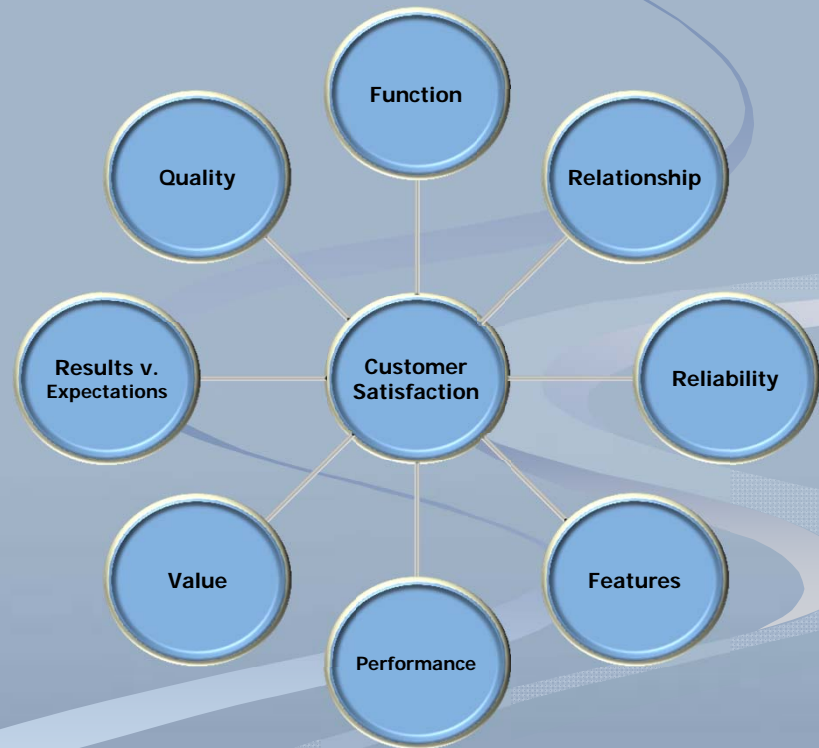 Function
Quality
Relationship
Results v.
Expectations
Customer
Satisfaction
Reliability
Value
Features
Performance